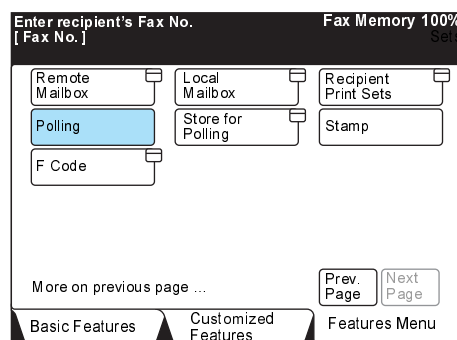 Enter recipient's Fax No.
Fax Memory 100%
[ Fax No. ]
Sets
Remote
Mailbox
Local
Mailbox
Recipient
Print Sets
Polling
Store for
Polling
Stamp
F Code
More on previous page ...
Prev.
Page
Next
Page
Basic Features
Customized
Features
Features Menu